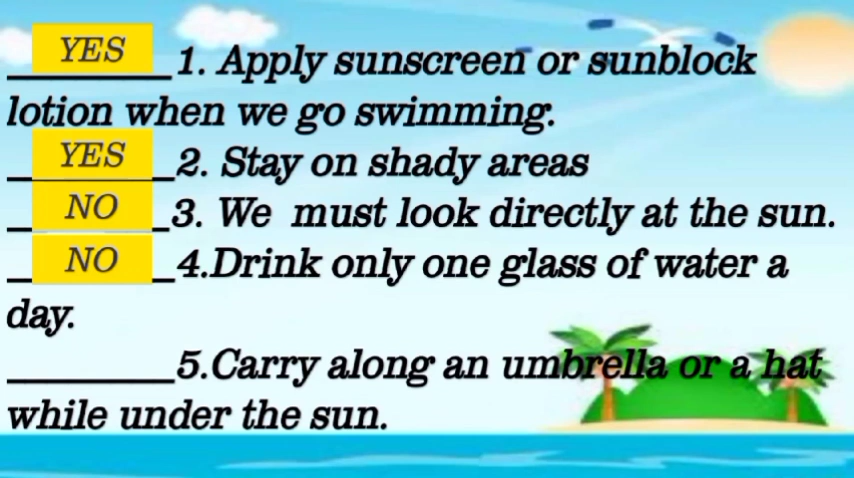 YES 1. Apply sunscreen or sunblock
lotion when we go swimming.
YES 2. Stay on shady areas
NO 3. We must look directly at the sun.
NO 4.Drink only one glass of water a
day.
5.Carry along an umbrella or a hat
while under the sun.